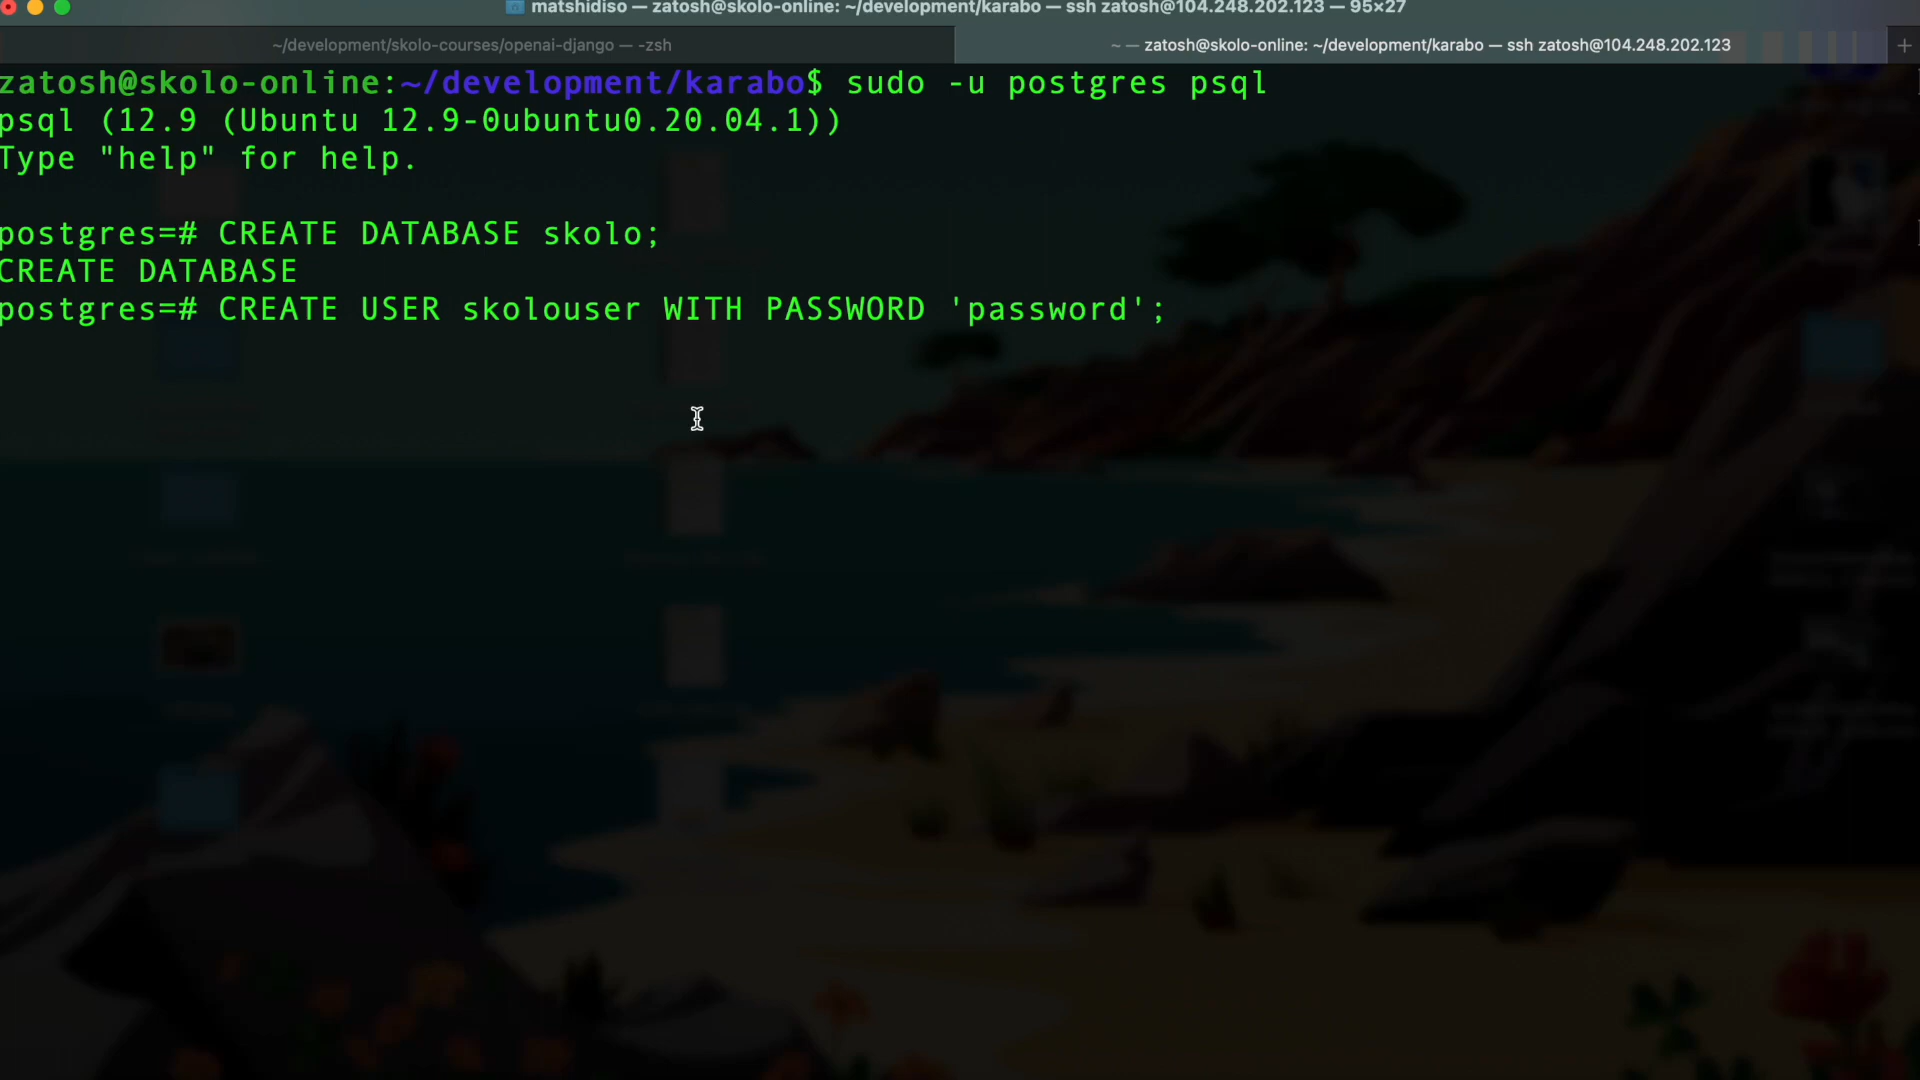 matshidiso — zatosh@skolo-online: ~/development/karabo — ssh zatosh@104.248.202.123 — 95×27
~/development/skolo-courses/openai-django — -zsh
~ — zatosh@skolo-online: ~/development/karabo — ssh zatosh@104.248.202.123
zatosh@skolo-online:~/development/karabo$ sudo -u postgres psql
psql (12.9 (Ubuntu 12.9-0ubuntu0.20.04.1))
Type "help" for help.
postgres=# CREATE DATABASE skolo;
CREATE DATABASE
postgres=# CREATE USER skolouser WITH PASSWORD 'password';